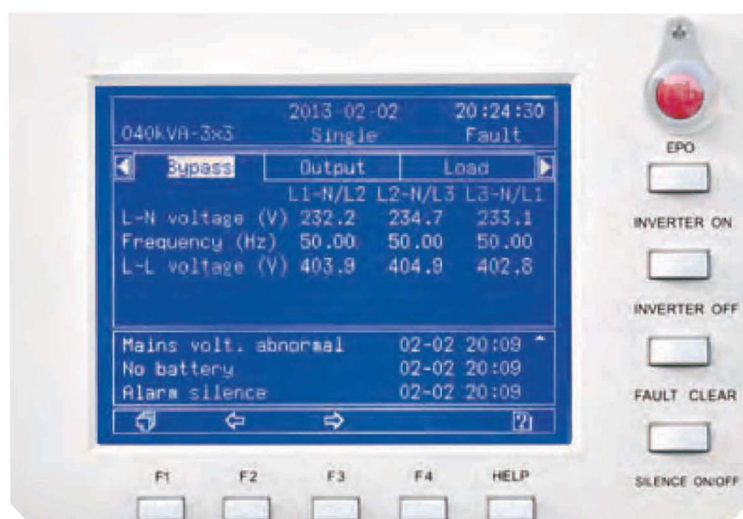 2013-02-02 20:24:30
040kVA-3x3 Single Fault
Bypass Output Load
L1-N/L2 L2-N/L3 L3-N/L1
L-N voltage (V) 232.2 234.7 233.1
Frequency (Hz) 50.00 50.00 50.00
L-L voltage (V) 403.9 404.9 402.8
Mains volt. abnormal 02-02 20:09
No battery 02-02 20:09
Alarm silence 02-02 20:09
?
F1 F2 F3 F4 HELP
EPO
INVERTER ON
INVERTER OFF
FAULT CLEAR
SILENCE ON/OFF